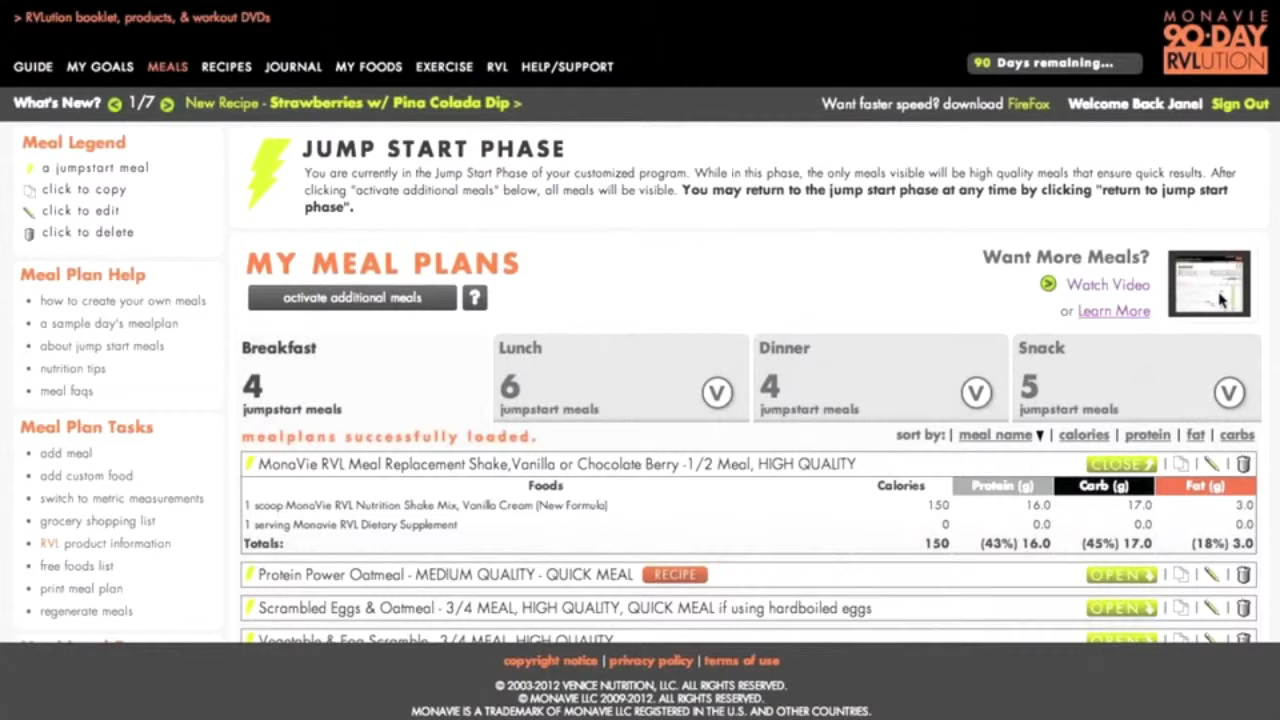 > RVLution booklet, products, & workout DVDs
MONAVIE
90·DAY
RVLUTION
GUIDE MY GOALS MEALS RECIPES JOURNAL MY FOODS EXERCISE RVL HELP/SUPPORT
90 Days remaining...
What's New? 1/7 New Recipe - Strawberries w/ Pina Colada Dip >
Want faster speed? download FireFox Welcome Back Jane! Sign Out
Meal Legend
a jumpstart meal
click to copy
click to edit
click to delete
Meal Plan Help
• how to create your own meals
• a sample day's mealplan
• about jump start meals
• nutrition tips
• meal faqs
Meal Plan Tasks
• add meal
• add custom food
• switch to metric measurements
• grocery shopping list
• RVL product information
• free foods list
• print meal plan
• regenerate meals
JUMP START PHASE
You are currently in the Jump Start Phase of your customized program. While in this phase, the only meals visible will be high quality meals that ensure quick results. After
clicking "activate additional meals" below, all meals will be visible. You may return to the jump start phase at any time by clicking "return to jump start
phase".
MY MEAL PLANS
activate additional meals ?
Want More Meals?
Watch Video
or Learn More
Breakfast
4
jumpstart meals
Lunch
6
jumpstart meals
V
Dinner
4
jumpstart meals
V
Snack
5
jumpstart meals
V
mealplans successfully loaded.
sort by: | meal name ▼ | calories | protein | fat | carbs
MonaVie RVL Meal Replacement Shake,Vanilla or Chocolate Berry -1/2 Meal, HIGH QUALITY CLOSE
Foods Calories Protein (g) Carb (g) Fat (g)
1 scoop MonaVie RVL Nutrition Shake Mix, Vanilla Cream (New Formula) 150 16.0 17.0 3.0
1 serving Monavie RVL Dietary Supplement 0 0.0 0.0 0.0
Totals: 150 (43%) 16.0 (45%) 17.0 (18%) 3.0
Protein Power Oatmeal - MEDIUM QUALITY - QUICK MEAL RECIPE OPEN
Scrambled Eggs & Oatmeal - 3/4 MEAL, HIGH QUALITY, QUICK MEAL if using hardboiled eggs OPEN
Vegetable & Egg Scramble - 3/4 MEAL, HIGH QUALITY OPEN
copyright notice | privacy policy | terms of use
© 2003-2012 VENICE NUTRITION, LLC. ALL RIGHTS RESERVED.
© MONAVIE LLC 2009-2012. ALL RIGHTS RESERVED.
MONAVIE IS A TRADEMARK OF MONAVIE LLC REGISTERED IN THE U.S. AND OTHER COUNTRIES.